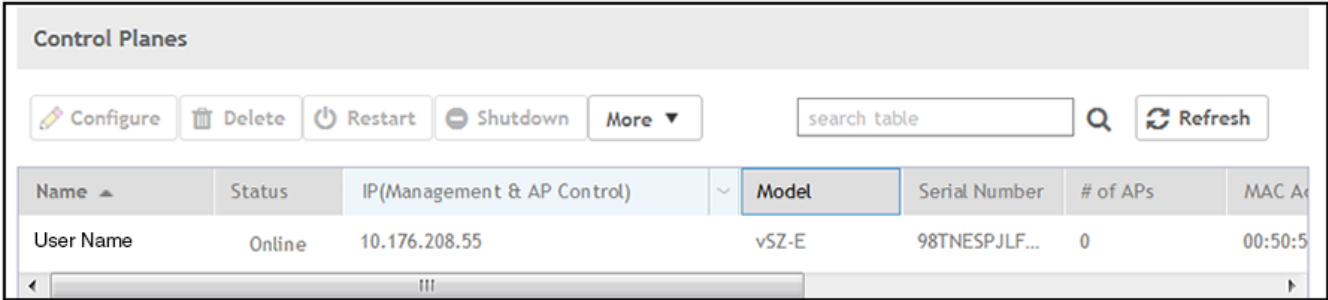 Control Planes
Configure Delete Restart Shutdown More ▼ search table Refresh
Name ▲ Status IP(Management & AP Control) Model Serial Number # of APs MAC Ad
User Name Online 10.176.208.55 vSZ-E 98TNESPJLF... 0 00:50:5